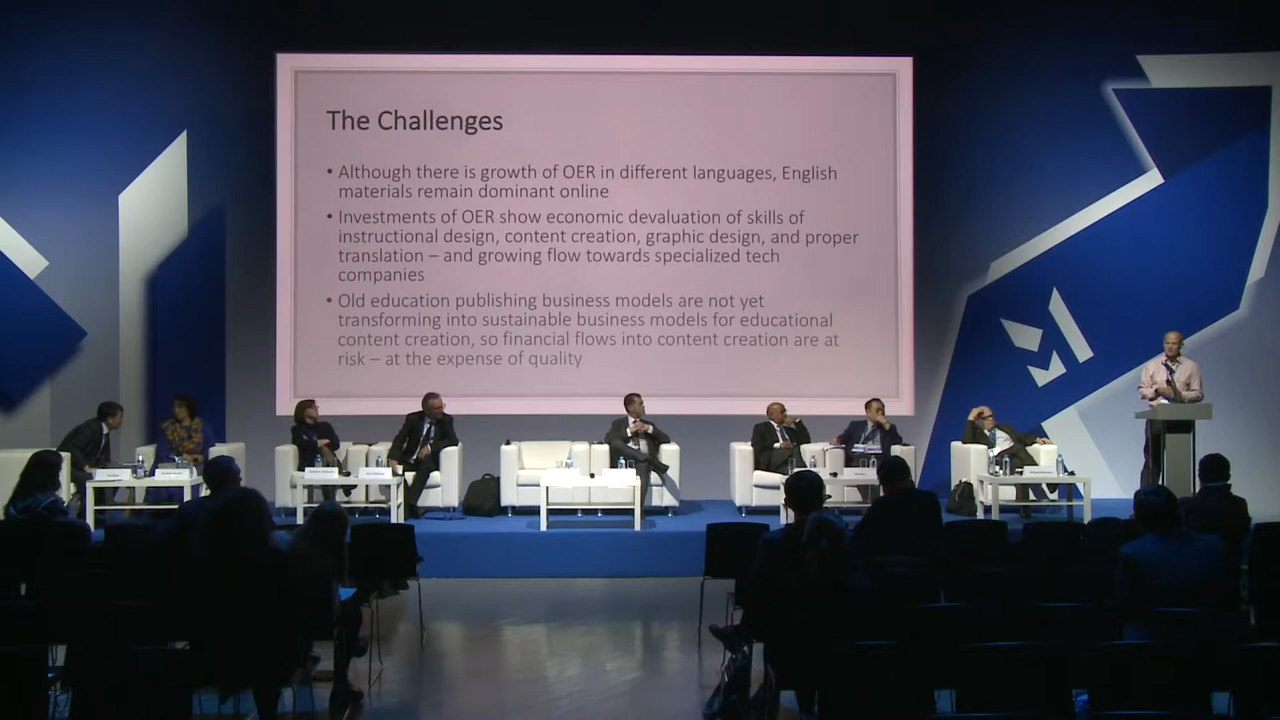 The Challenges
• Although there is growth of OER in different languages, English
materials remain dominant online
• Investments of OER show economic devaluation of skills of
instructional design, content creation, graphic design, and proper
translation – and growing flow towards specialized tech
companies
• Old education publishing business models are not yet
transforming into sustainable business models for educational
content creation, so financial flows into content creation are at
risk – at the expense of quality